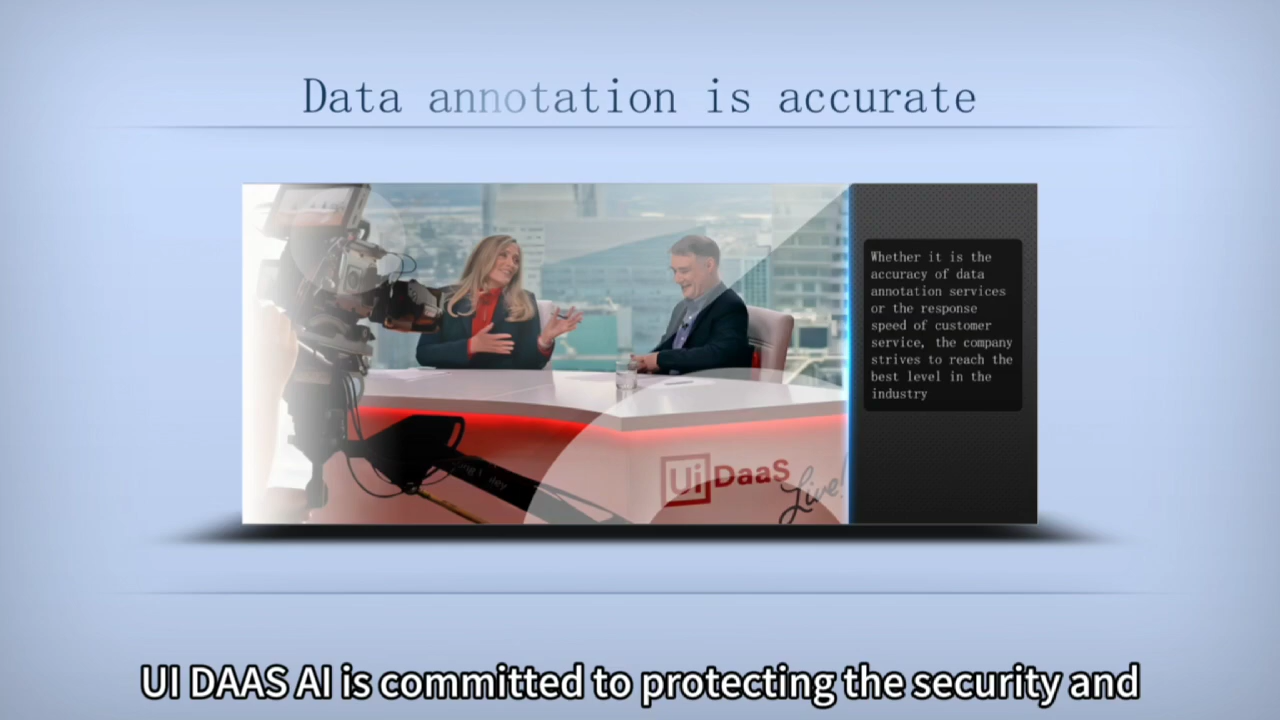 Data annotation is accurate
Whether it is the
accuracy of data
annotation services
or the response
speed of customer
service, the company
strives to reach the
best level in the
industry
Ui DaaS
Live!
UI DAAS AI is committed to protecting the security and